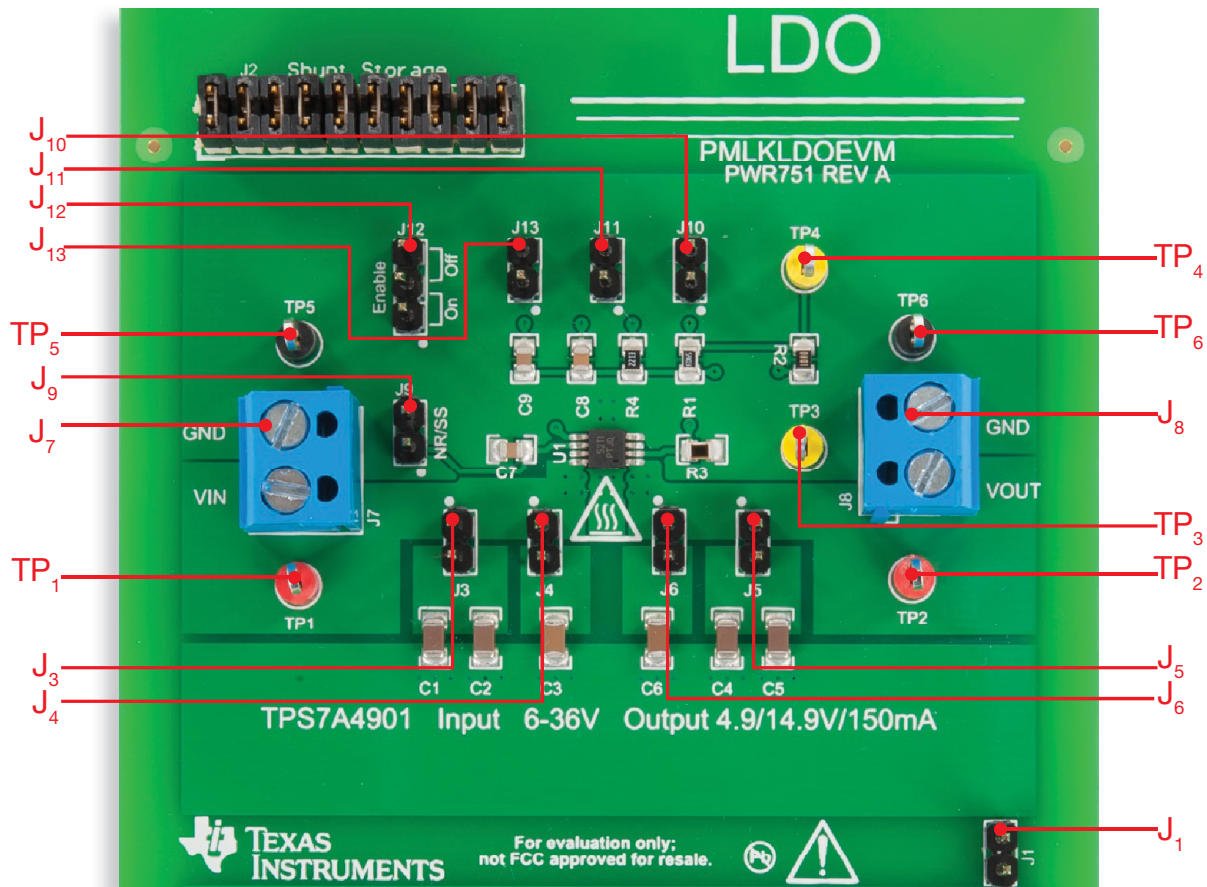 LDO
J2 Shunt Storage
J10
PMLKLDOEVM
PWR751 REV A
J11
J12
J13
J12
J13
J11
J10
TP4
TP4
Enable
Off
On
TP5
TP5
TP6
TP6
2213
R2
J9
J9
C9
C8
R4
R1
TP3
J7
GND
NR/SS
U1
C7
R3
GND
J8
VIN
J7
J8
VOUT
TP3
TP1
J3
J4
J6
J5
TP2
TP1
TP2
J3
J5
J4
C1
C2
C3
C6
C4
C5
J6
TPS7A4901 Input 6-36V Output 4.9/14.9V/150mA
TEXAS
INSTRUMENTS
For evaluation only;
not FCC approved for resale.
Pb
J1
J1